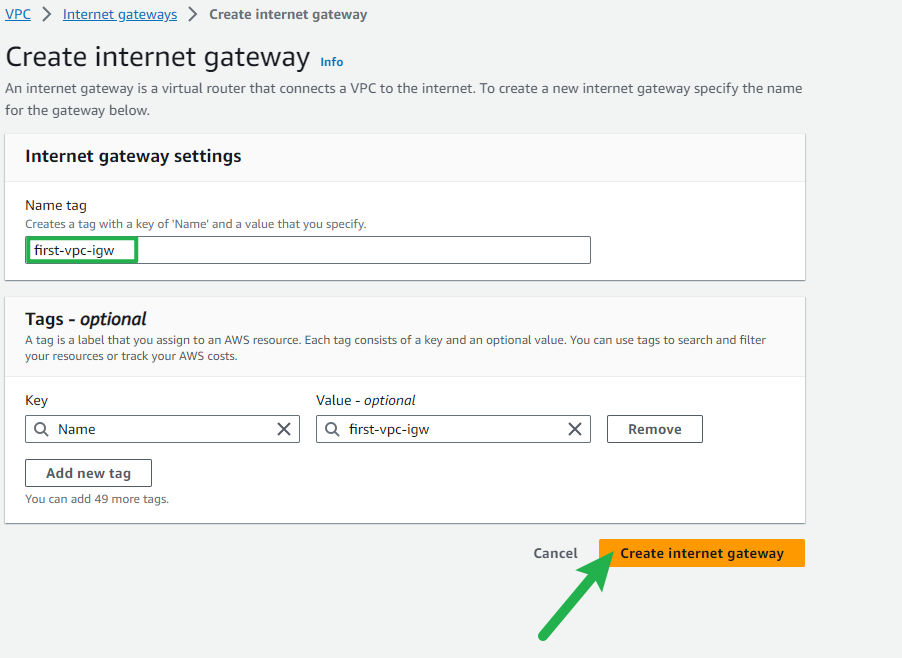 VPC > Internet gateways > Create internet gateway
Create internet gateway Info
An internet gateway is a virtual router that connects a VPC to the internet. To create a new internet gateway specify the name
for the gateway below.
Internet gateway settings
Name tag
Creates a tag with a key of 'Name' and a value that you specify.
first-vpc-igw
Tags - optional
A tag is a label that you assign to an AWS resource. Each tag consists of a key and an optional value. You can use tags to search and filter
your resources or track your AWS costs.
Key Value - optional
Name first-vpc-igw Remove
Add new tag
You can add 49 more tags.
Cancel Create internet gateway